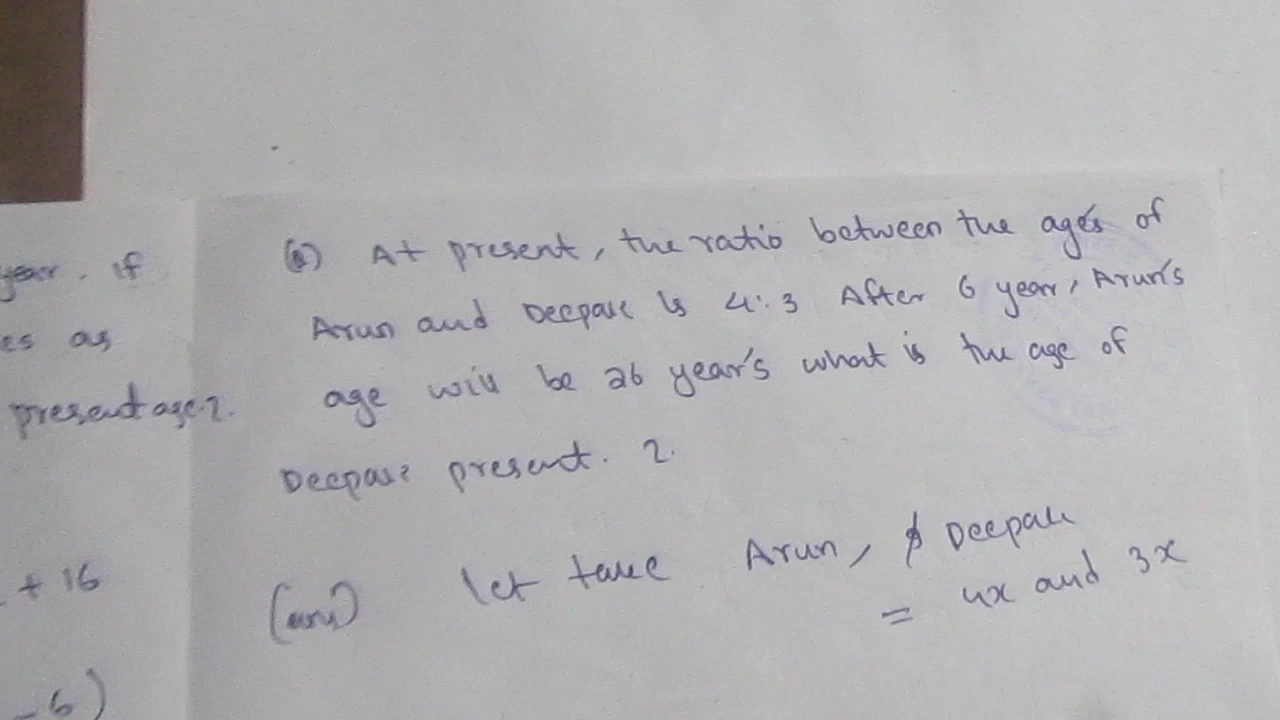 year. if
es as
present age.?
+ 16
- 6)
(Q) At present, the ratio between the ages of
Arun and Deepak is 4:3 After 6 year, Arun's
age will be 26 year's what is the age of
Deepak present. ?
(ans) let take Arun, Deepak
= 4x and 3x